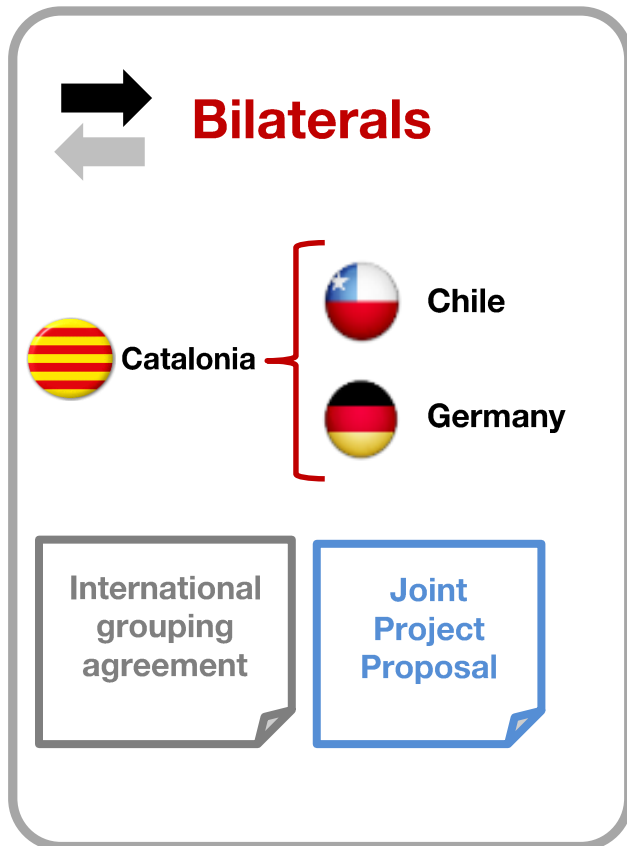 Bilaterals
Chile
Catalonia
Germany
International
grouping
agreement
Joint
Project
Proposal